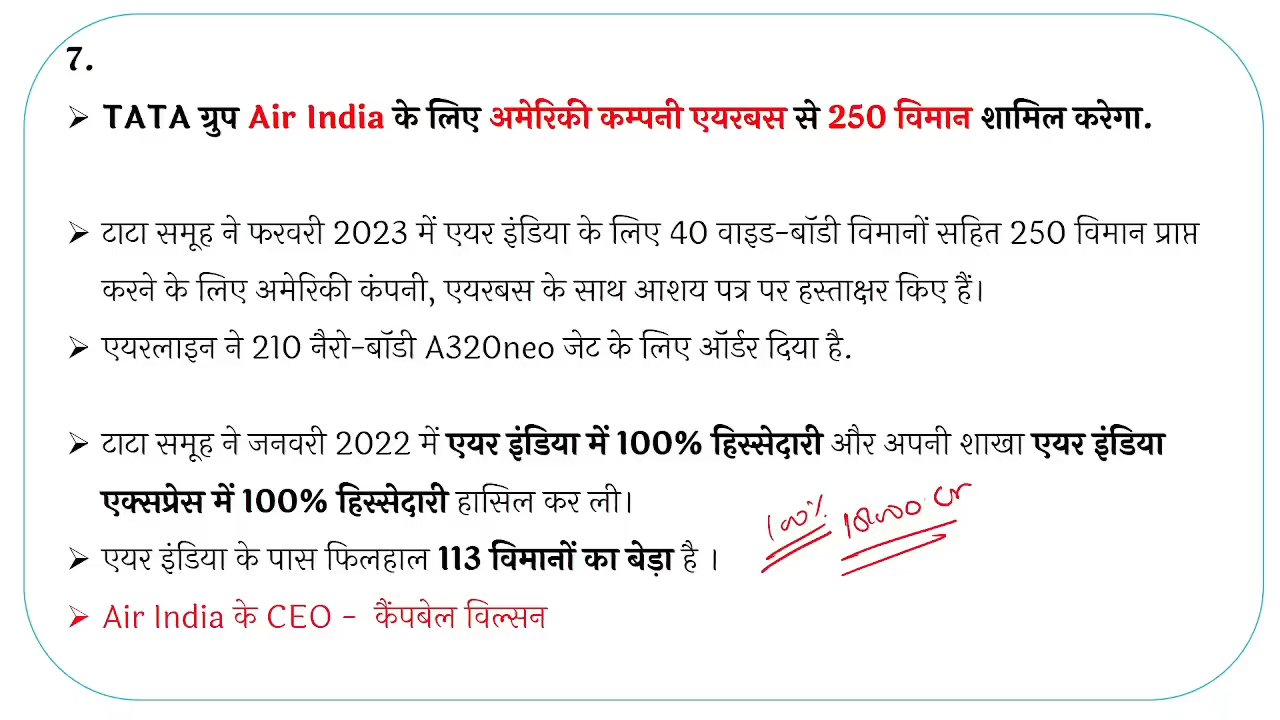 7.
➢ TATA ग्रुप Air India के लिए अमेरिकी कम्पनी एयरबस से 250 विमान शामिल करेगा.
➢ टाटा समूह ने फरवरी 2023 में एयर इंडिया के लिए 40 वाइड-बॉडी विमानों सहित 250 विमान प्राप्त
करने के लिए अमेरिकी कंपनी, एयरबस के साथ आशय पत्र पर हस्ताक्षर किए हैं।
➢ एयरलाइन ने 210 नैरो-बॉडी A320neo जेट के लिए ऑर्डर दिया है.
➢ टाटा समूह ने जनवरी 2022 में एयर इंडिया में 100% हिस्सेदारी और अपनी शाखा एयर इंडिया
एक्सप्रेस में 100% हिस्सेदारी हासिल कर ली।
100%
➢ एयर इंडिया के पास फिलहाल 113 विमानों का बेड़ा है ।
➢ Air India के CEO - कैंपबेल विल्सन